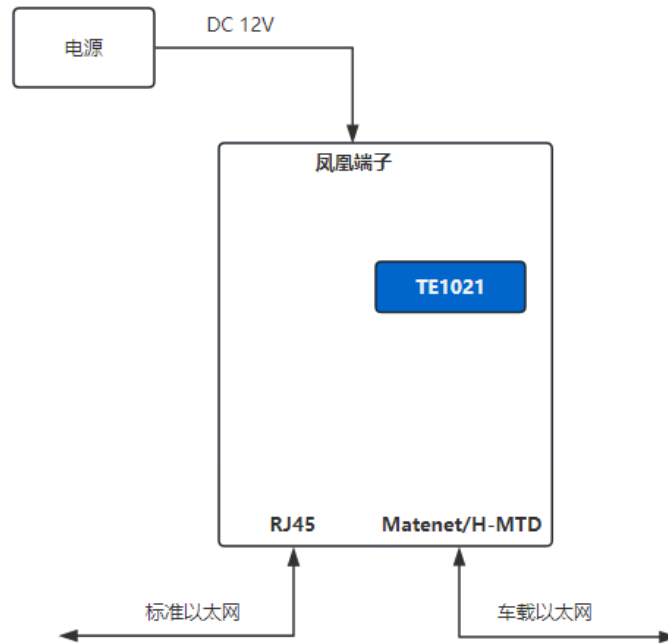 电源
DC 12V
凤凰端子
TE1021
RJ45
Matenet/H-MTD
标准以太网
车载以太网